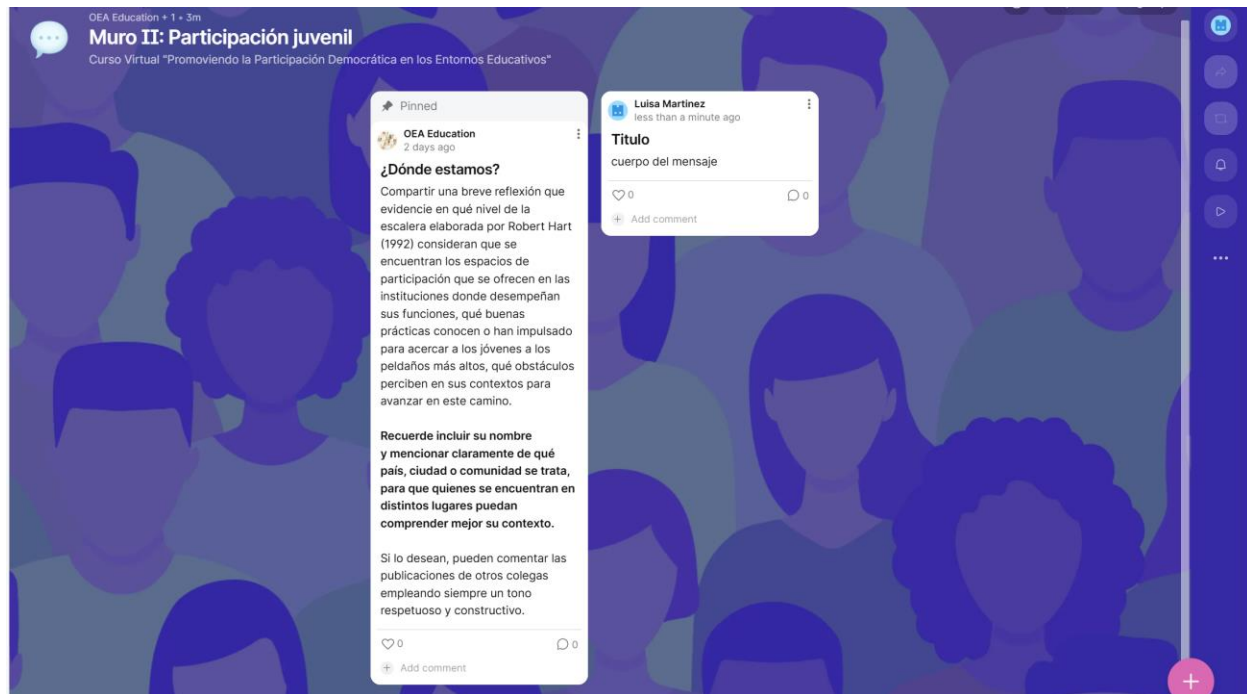 OEA Education + 1 • 3m
Muro II: Participación juvenil
Curso Virtual "Promoviendo la Participación Democrática en los Entornos Educativos"
Pinned
OEA Education
2 days ago
¿Dónde estamos?
Compartir una breve reflexión que
evidencie en qué nivel de la
escalera elaborada por Robert Hart
(1992) consideran que se
encuentran los espacios de
participación que se ofrecen en las
instituciones donde desempeñan
sus funciones, qué buenas
prácticas conocen o han impulsado
para acercar a los jóvenes a los
peldaños más altos, qué obstáculos
perciben en sus contextos para
avanzar en este camino.
Recuerde incluir su nombre
y mencionar claramente de qué
país, ciudad o comunidad se trata,
para que quienes se encuentran en
distintos lugares puedan
comprender mejor su contexto.
Si lo desean, pueden comentar las
publicaciones de otros colegas
empleando siempre un tono
respetuoso y constructivo.
0 0
Add comment
Luisa Martinez
less than a minute ago
Titulo
cuerpo del mensaje
0 0
Add comment